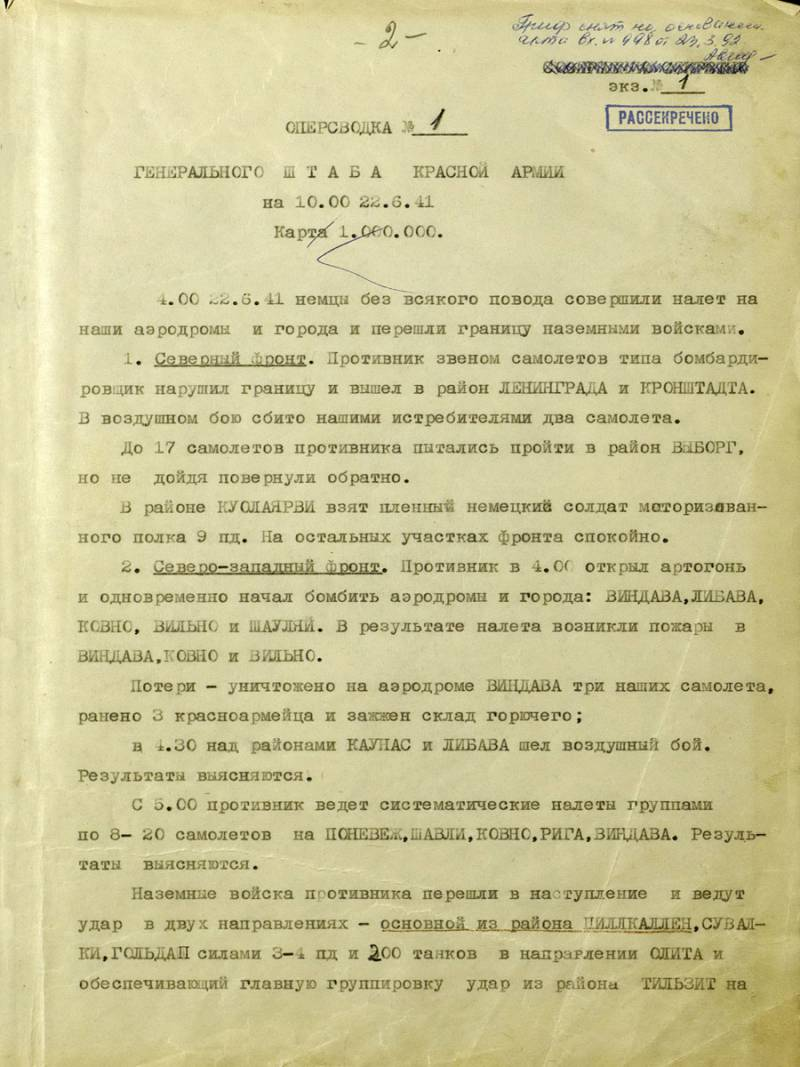 - 2 -
экз.№ 1
РАССЕКРЕЧЕНО
ОПЕРСВОДКА № 1
ГЕНЕРАЛЬНОГО Ш Т А Б А КРАСНОЙ АРМИИ
на 10.00 22.6.41
Карта 1.000.000.
4.00 22.6.41 немцы без всякого повода совершили налет на
наши аэродромы и города и перешли границу наземными войсками.
1. Северный фронт. Противник звеном самолетов типа бомбарди-
ровщик нарушил границу и вышел в район ЛЕНИНГРАДА и КРОНШТАДТА.
В воздушном бою сбито нашими истребителями два самолета.
До 17 самолетов противника пытались пройти в район ВЫБОРГ,
но не дойдя повернули обратно.
В районе КУОЛАЯРВИ взят пленный немецкий солдат моторизован-
ного полка 9 пд. На остальных участках фронта спокойно.
2. Северо-западный фронт. Противник в 4.00 открыл артогонь
и одновременно начал бомбить аэродромы и города: ВИНДАВА,ЛИБАВА,
КОВНО, ВИЛЬНО и ШАУЛЯЙ. В результате налета возникли пожары в
ВИНДАВА,КОВНО и ВИЛЬНО.
Потери – уничтожено на аэродроме ВИНДАВА три наших самолета,
ранено 3 красноармейца и зажжен склад горючего;
в 4.30 над районами КАУНАС и ЛИБАВА шел воздушный бой.
Результаты выясняются.
С 5.00 противник ведет систематические налеты группами
по 8- 20 самолетов на ПОНЕВЕЖ,ШАВЛИ,КОВНО,РИГА,ВИНДАВА. Резуль-
таты выясняются.
Наземные войска противника перешли в наступление и ведут
удар в двух направлениях – основной из района ПИЛЛКАЛЛЕН,СУВАЛ-
КИ,ГОЛЬДАП силами 3-4 пд и 200 танков в направлении ОЛИТА и
обеспечивающий главную группировку удар из района ТИЛЬЗИТ на